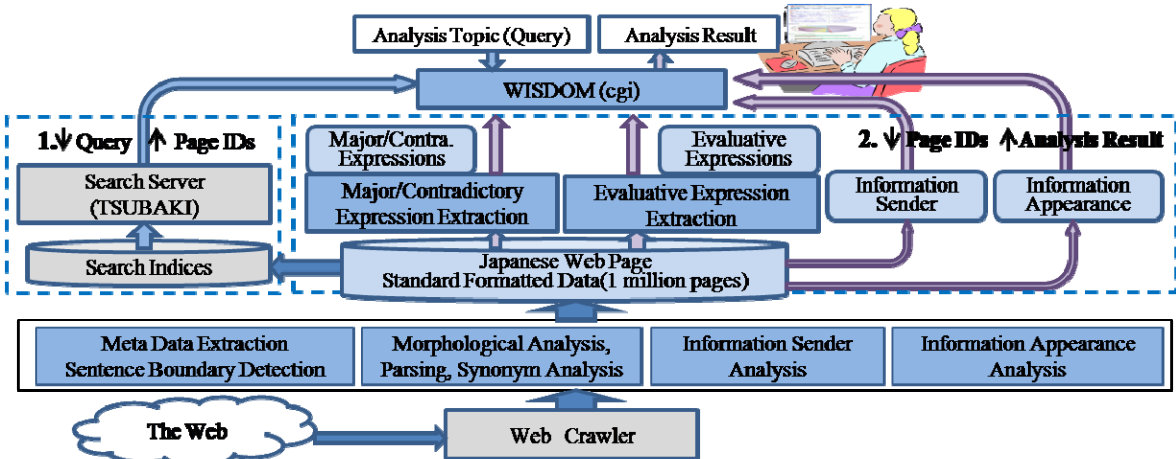 Analysis Topic (Query)
Analysis Result
WISDOM (cgi)
1.↓ Query ↑ Page IDs
Search Server
(TSUBAKI)
Search Indices
Major/Contra.
Expressions
Major/Contradictory
Expression Extraction
Evaluative
Expressions
Evaluative Expression
Extraction
2. ↓ Page IDs ↑ Analysis Result
Information
Sender
Information
Appearance
Japanese Web Page
Standard Formatted Data(1 million pages)
Meta Data Extraction
Sentence Boundary Detection
Morphological Analysis,
Parsing, Synonym Analysis
Information Sender
Analysis
Information Appearance
Analysis
The Web
Web Crawler